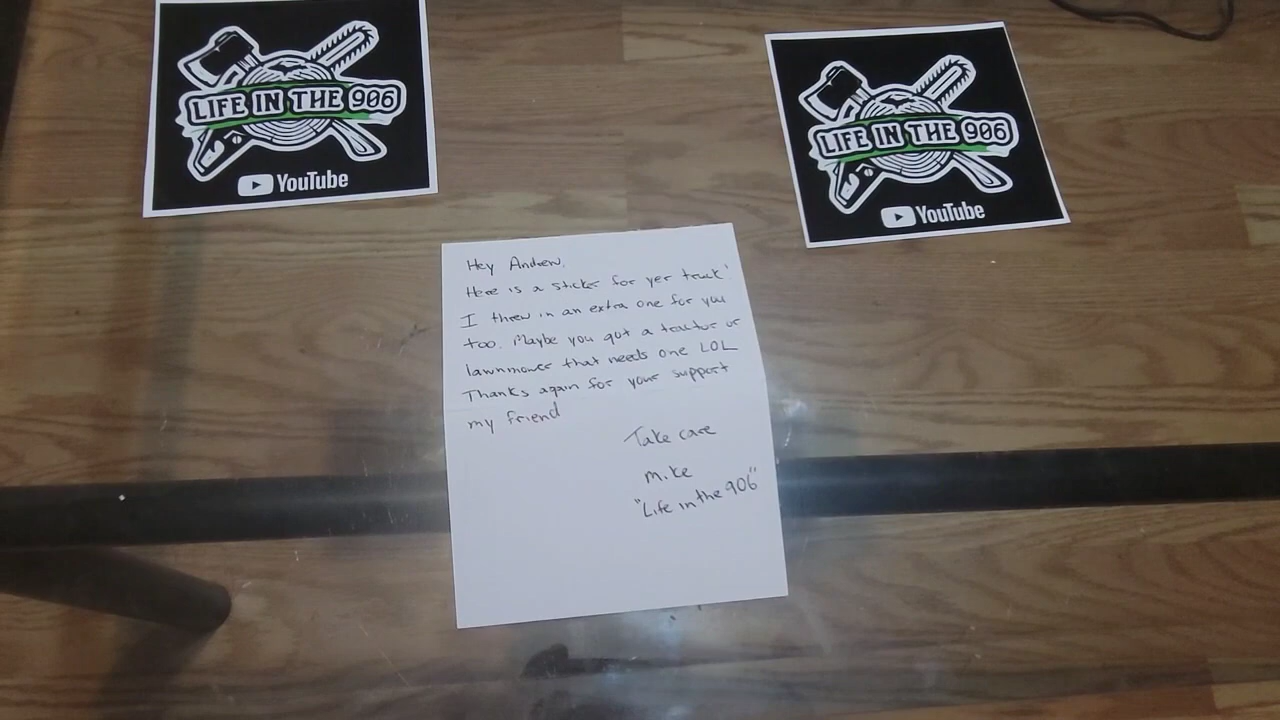 LIFE IN THE 906
YouTube
LIFE IN THE 906
YouTube
Hey Andrew,
Here is a sticker for yer truck!
I threw in an extra one for you
too. Maybe you got a tractor or
lawnmower that needs one LOL
Thanks again for your support
my friend
Take care
Mike
"Life in the 906"